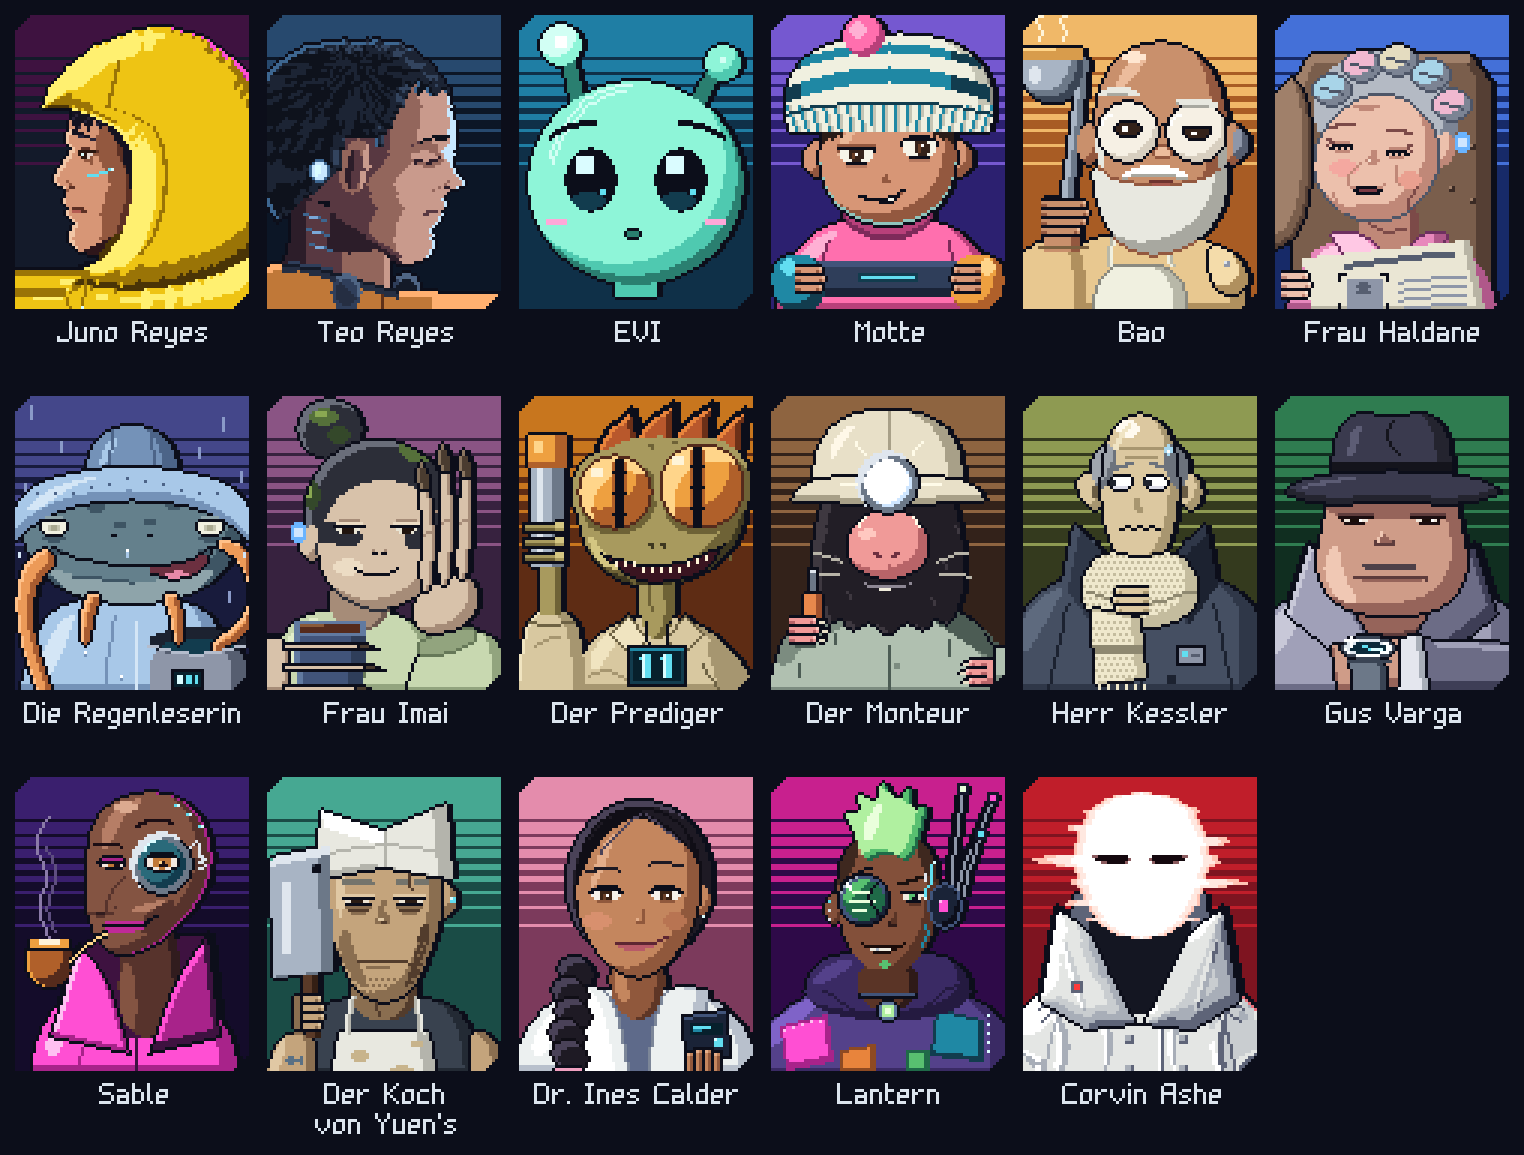 Juno Reyes
Teo Reyes
EVI
Motte
Bao
Frau Haldane
Die Regenleserin
Frau Imai
Der Prediger
Der Monteur
Herr Kessler
Gus Varga
Sable
Der Koch
von Yuen's
Dr. Ines Calder
Lantern
Corvin Ashe